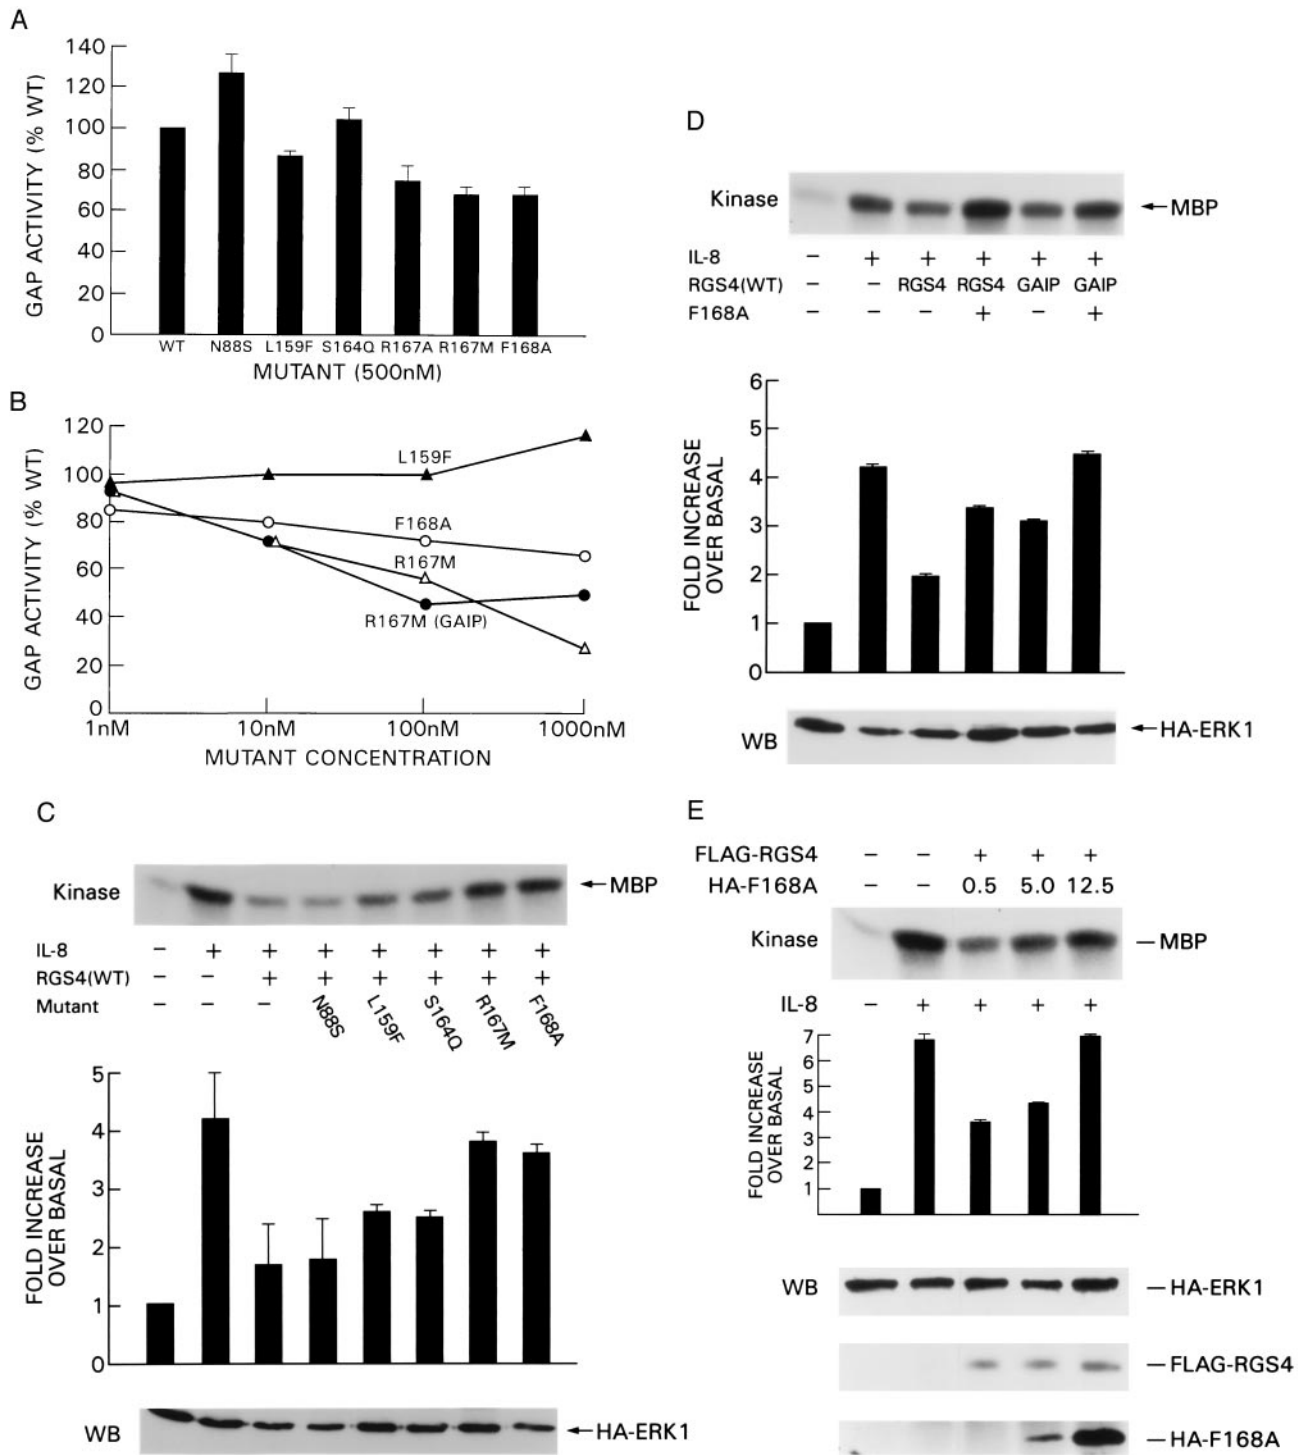 A
140
120
100
80
60
40
20
0
GAP ACTIVITY (% WT)
WT N88S L159F S164Q R167A R167M F168A
MUTANT (500nM)
B
120
100
80
60
40
20
0
GAP ACTIVITY (% WT)
L159F
F168A
R167M
R167M (GAIP)
1nM 10nM 100nM 1000nM
MUTANT CONCENTRATION
C
Kinase MBP
IL-8 – + + + + + + +
RGS4(WT) – – + + + + + +
Mutant – – – N88S L159F S164Q R167M F168A
5
4
3
2
1
0
FOLD INCREASE
OVER BASAL
WB HA-ERK1
D
Kinase MBP
IL-8 – + + + + +
RGS4(WT) – – RGS4 RGS4 GAIP GAIP
F168A – – – + – +
6
5
4
3
2
1
0
FOLD INCREASE
OVER BASAL
WB HA-ERK1
E
FLAG-RGS4 – – + + +
HA-F168A – – 0.5 5.0 12.5
Kinase – MBP
IL-8 – + + + +
7
6
5
4
3
2
1
FOLD INCREASE
OVER BASAL
WB – HA-ERK1
– FLAG-RGS4
– HA-F168A